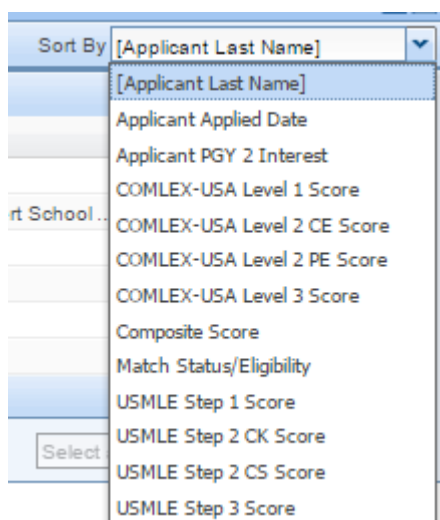 Sort By [Applicant Last Name]
[Applicant Last Name]
Applicant Applied Date
Applicant PGY 2 Interest
COMLEX-USA Level 1 Score
rt School ..
COMLEX-USA Level 2 CE Score
COMLEX-USA Level 2 PE Score
COMLEX-USA Level 3 Score
Composite Score
Match Status/Eligibility
USMLE Step 1 Score
USMLE Step 2 CK Score
Select
USMLE Step 2 CS Score
USMLE Step 3 Score